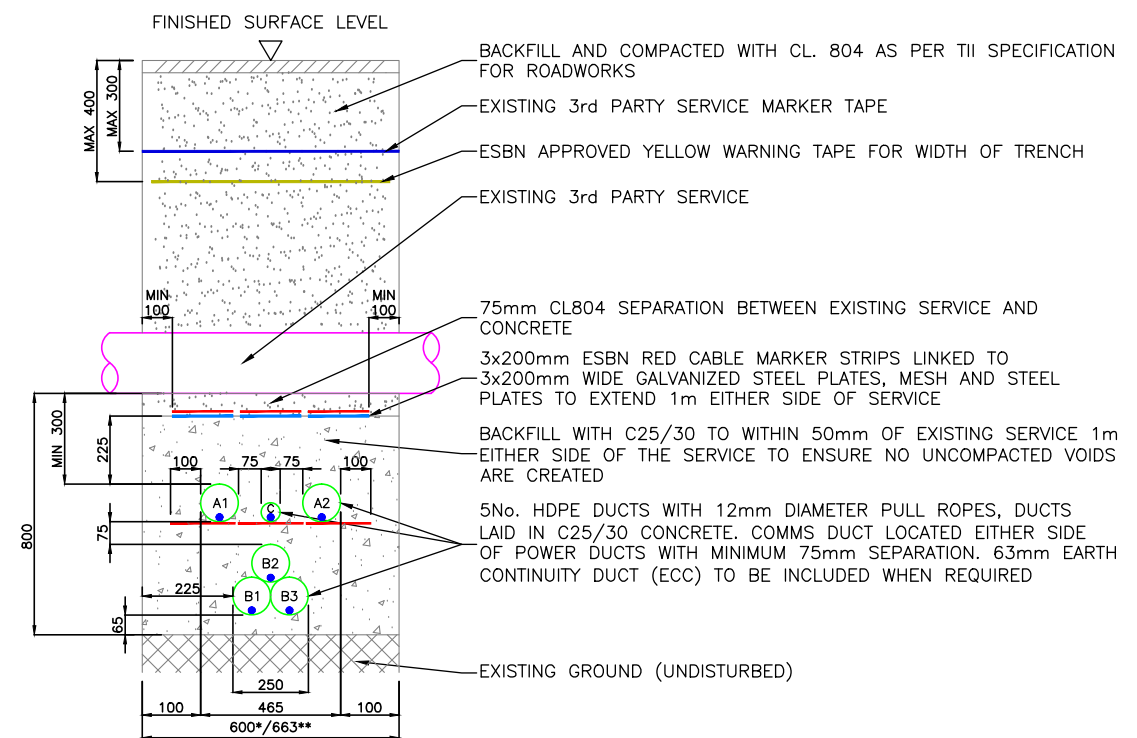 FINISHED SURFACE LEVEL
BACKFILL AND COMPACTED WITH CL. 804 AS PER TII SPECIFICATION
FOR ROADWORKS
MAX 400
MAX 300
EXISTING 3rd PARTY SERVICE MARKER TAPE
ESBN APPROVED YELLOW WARNING TAPE FOR WIDTH OF TRENCH
EXISTING 3rd PARTY SERVICE
MIN
100
MIN
100
75mm CL804 SEPARATION BETWEEN EXISTING SERVICE AND
CONCRETE
3x200mm ESBN RED CABLE MARKER STRIPS LINKED TO
3x200mm WIDE GALVANIZED STEEL PLATES, MESH AND STEEL
PLATES TO EXTEND 1m EITHER SIDE OF SERVICE
MIN 300
225
BACKFILL WITH C25/30 TO WITHIN 50mm OF EXISTING SERVICE 1m
EITHER SIDE OF THE SERVICE TO ENSURE NO UNCOMPACTED VOIDS
ARE CREATED
100
75
75
100
A1
C
A2
5No. HDPE DUCTS WITH 12mm DIAMETER PULL ROPES, DUCTS
LAID IN C25/30 CONCRETE. COMMS DUCT LOCATED EITHER SIDE
OF POWER DUCTS WITH MINIMUM 75mm SEPARATION. 63mm EARTH
CONTINUITY DUCT (ECC) TO BE INCLUDED WHEN REQUIRED
800
75
B2
225
B1
B3
65
EXISTING GROUND (UNDISTURBED)
250
100
465
100
600*/663**